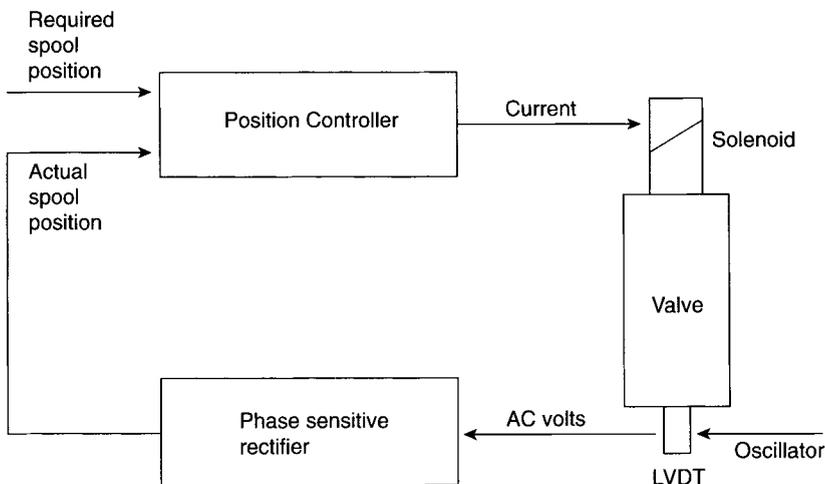 Required
spool
position
Position Controller
Current
Solenoid
Actual
spool
position
Valve
Phase sensitive
rectifier
AC volts
Oscillator
LVDT